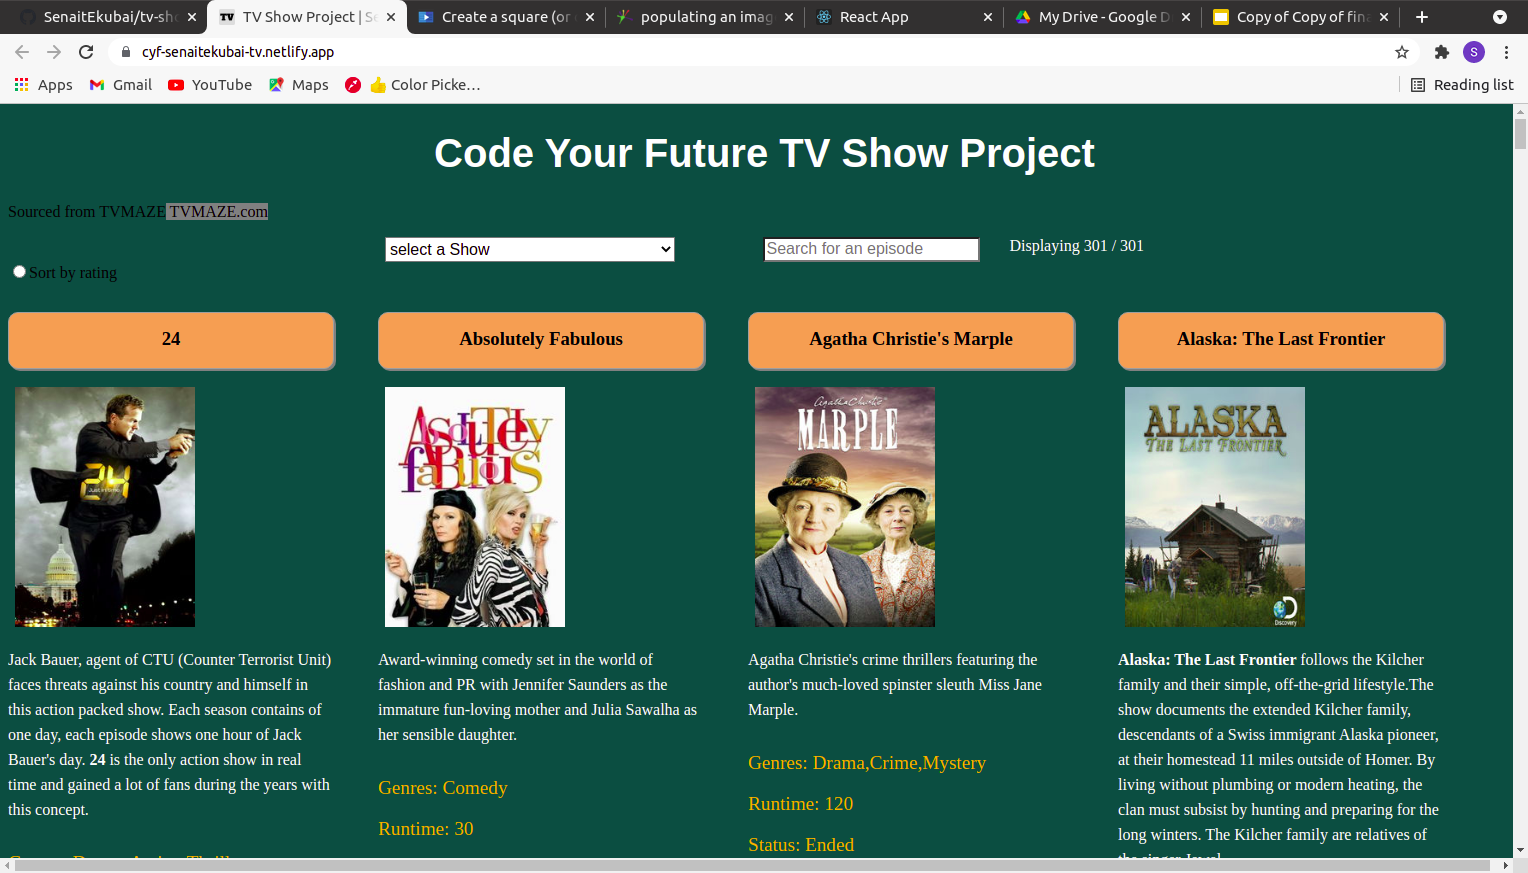 SenaitEkubai/tv-sho
TV Show Project | Se
Create a square (or
populating an imag
React App
My Drive - Google D
Copy of Copy of fina
cyf-senaitekubai-tv.netlify.app
S
Apps
Gmail
YouTube
Maps
Color Picke...
Reading list
Code Your Future TV Show Project
Sourced from TVMAZE TVMAZE.com
select a Show
Search for an episode
Displaying 301 / 301
Sort by rating
24
Absolutely Fabulous
Agatha Christie's Marple
Alaska: The Last Frontier
24
ABSOLUTELY
FABULOUS
Agatha Christie
MARPLE
ALASKA
THE LAST FRONTIER
Discovery
Jack Bauer, agent of CTU (Counter Terrorist Unit)
faces threats against his country and himself in
this action packed show. Each season contains of
one day, each episode shows one hour of Jack
Bauer's day. 24 is the only action show in real
time and gained a lot of fans during the years with
this concept.
Award-winning comedy set in the world of
fashion and PR with Jennifer Saunders as the
immature fun-loving mother and Julia Sawalha as
her sensible daughter.
Genres: Comedy
Runtime: 30
Agatha Christie's crime thrillers featuring the
author's much-loved spinster sleuth Miss Jane
Marple.
Genres: Drama,Crime,Mystery
Runtime: 120
Status: Ended
Alaska: The Last Frontier follows the Kilcher
family and their simple, off-the-grid lifestyle.The
show documents the extended Kilcher family,
descendants of a Swiss immigrant Alaska pioneer,
at their homestead 11 miles outside of Homer. By
living without plumbing or modern heating, the
clan must subsist by hunting and preparing for the
long winters. The Kilcher family are relatives of